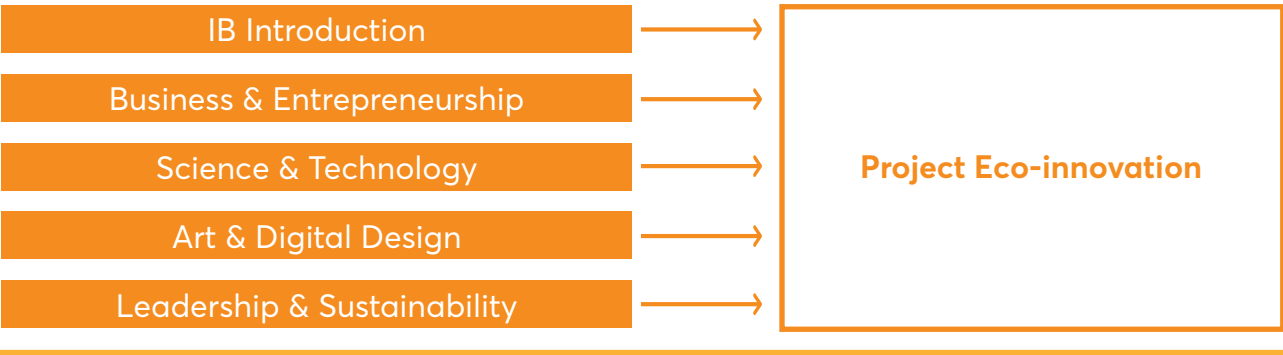 IB Introduction
Business & Entrepreneurship
Science & Technology
Art & Digital Design
Leadership & Sustainability
Project Eco-innovation